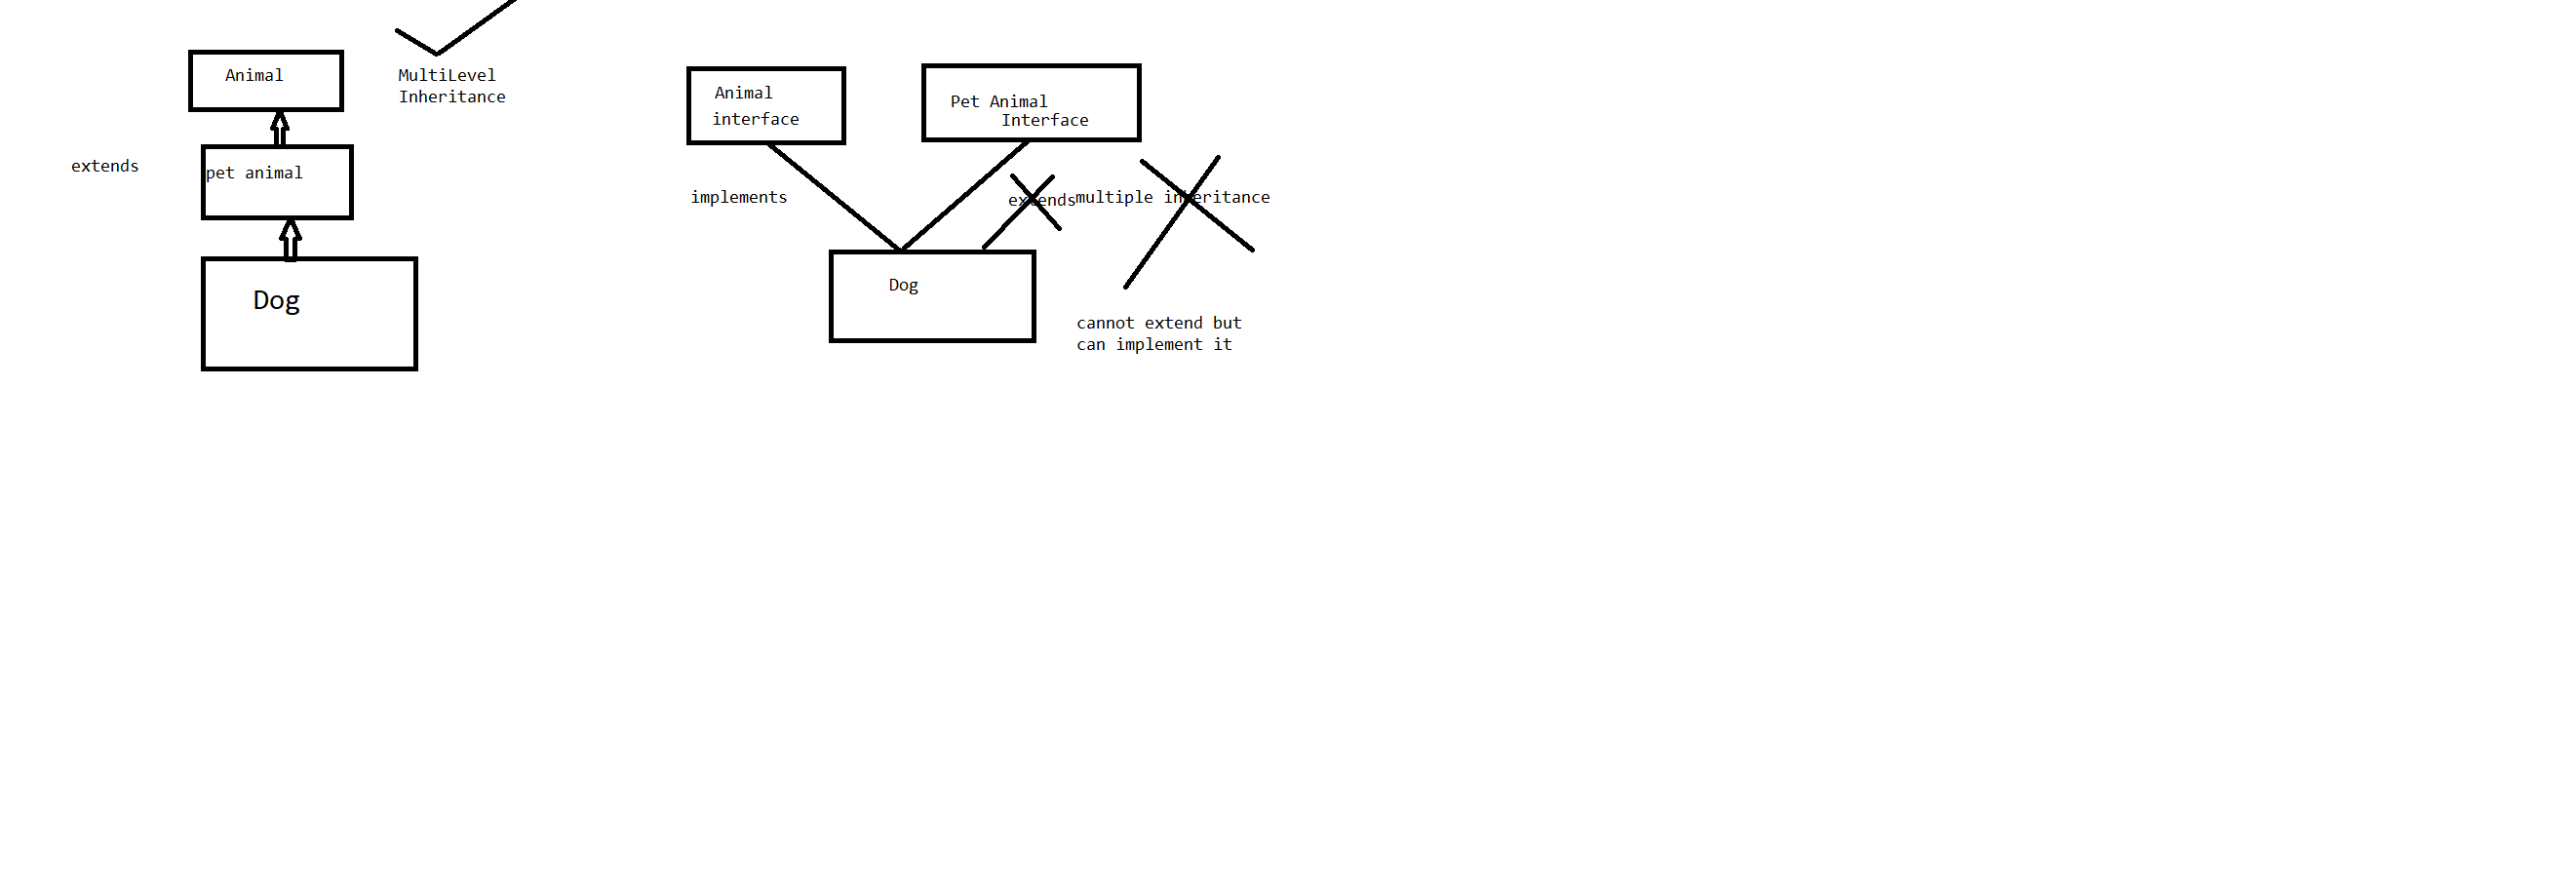 Animal
MultiLevel
Inheritance
extends
pet animal
Dog
Animal
interface
Pet Animal
Interface
implements
extends
multiple inheritance
Dog
cannot extend but
can implement it